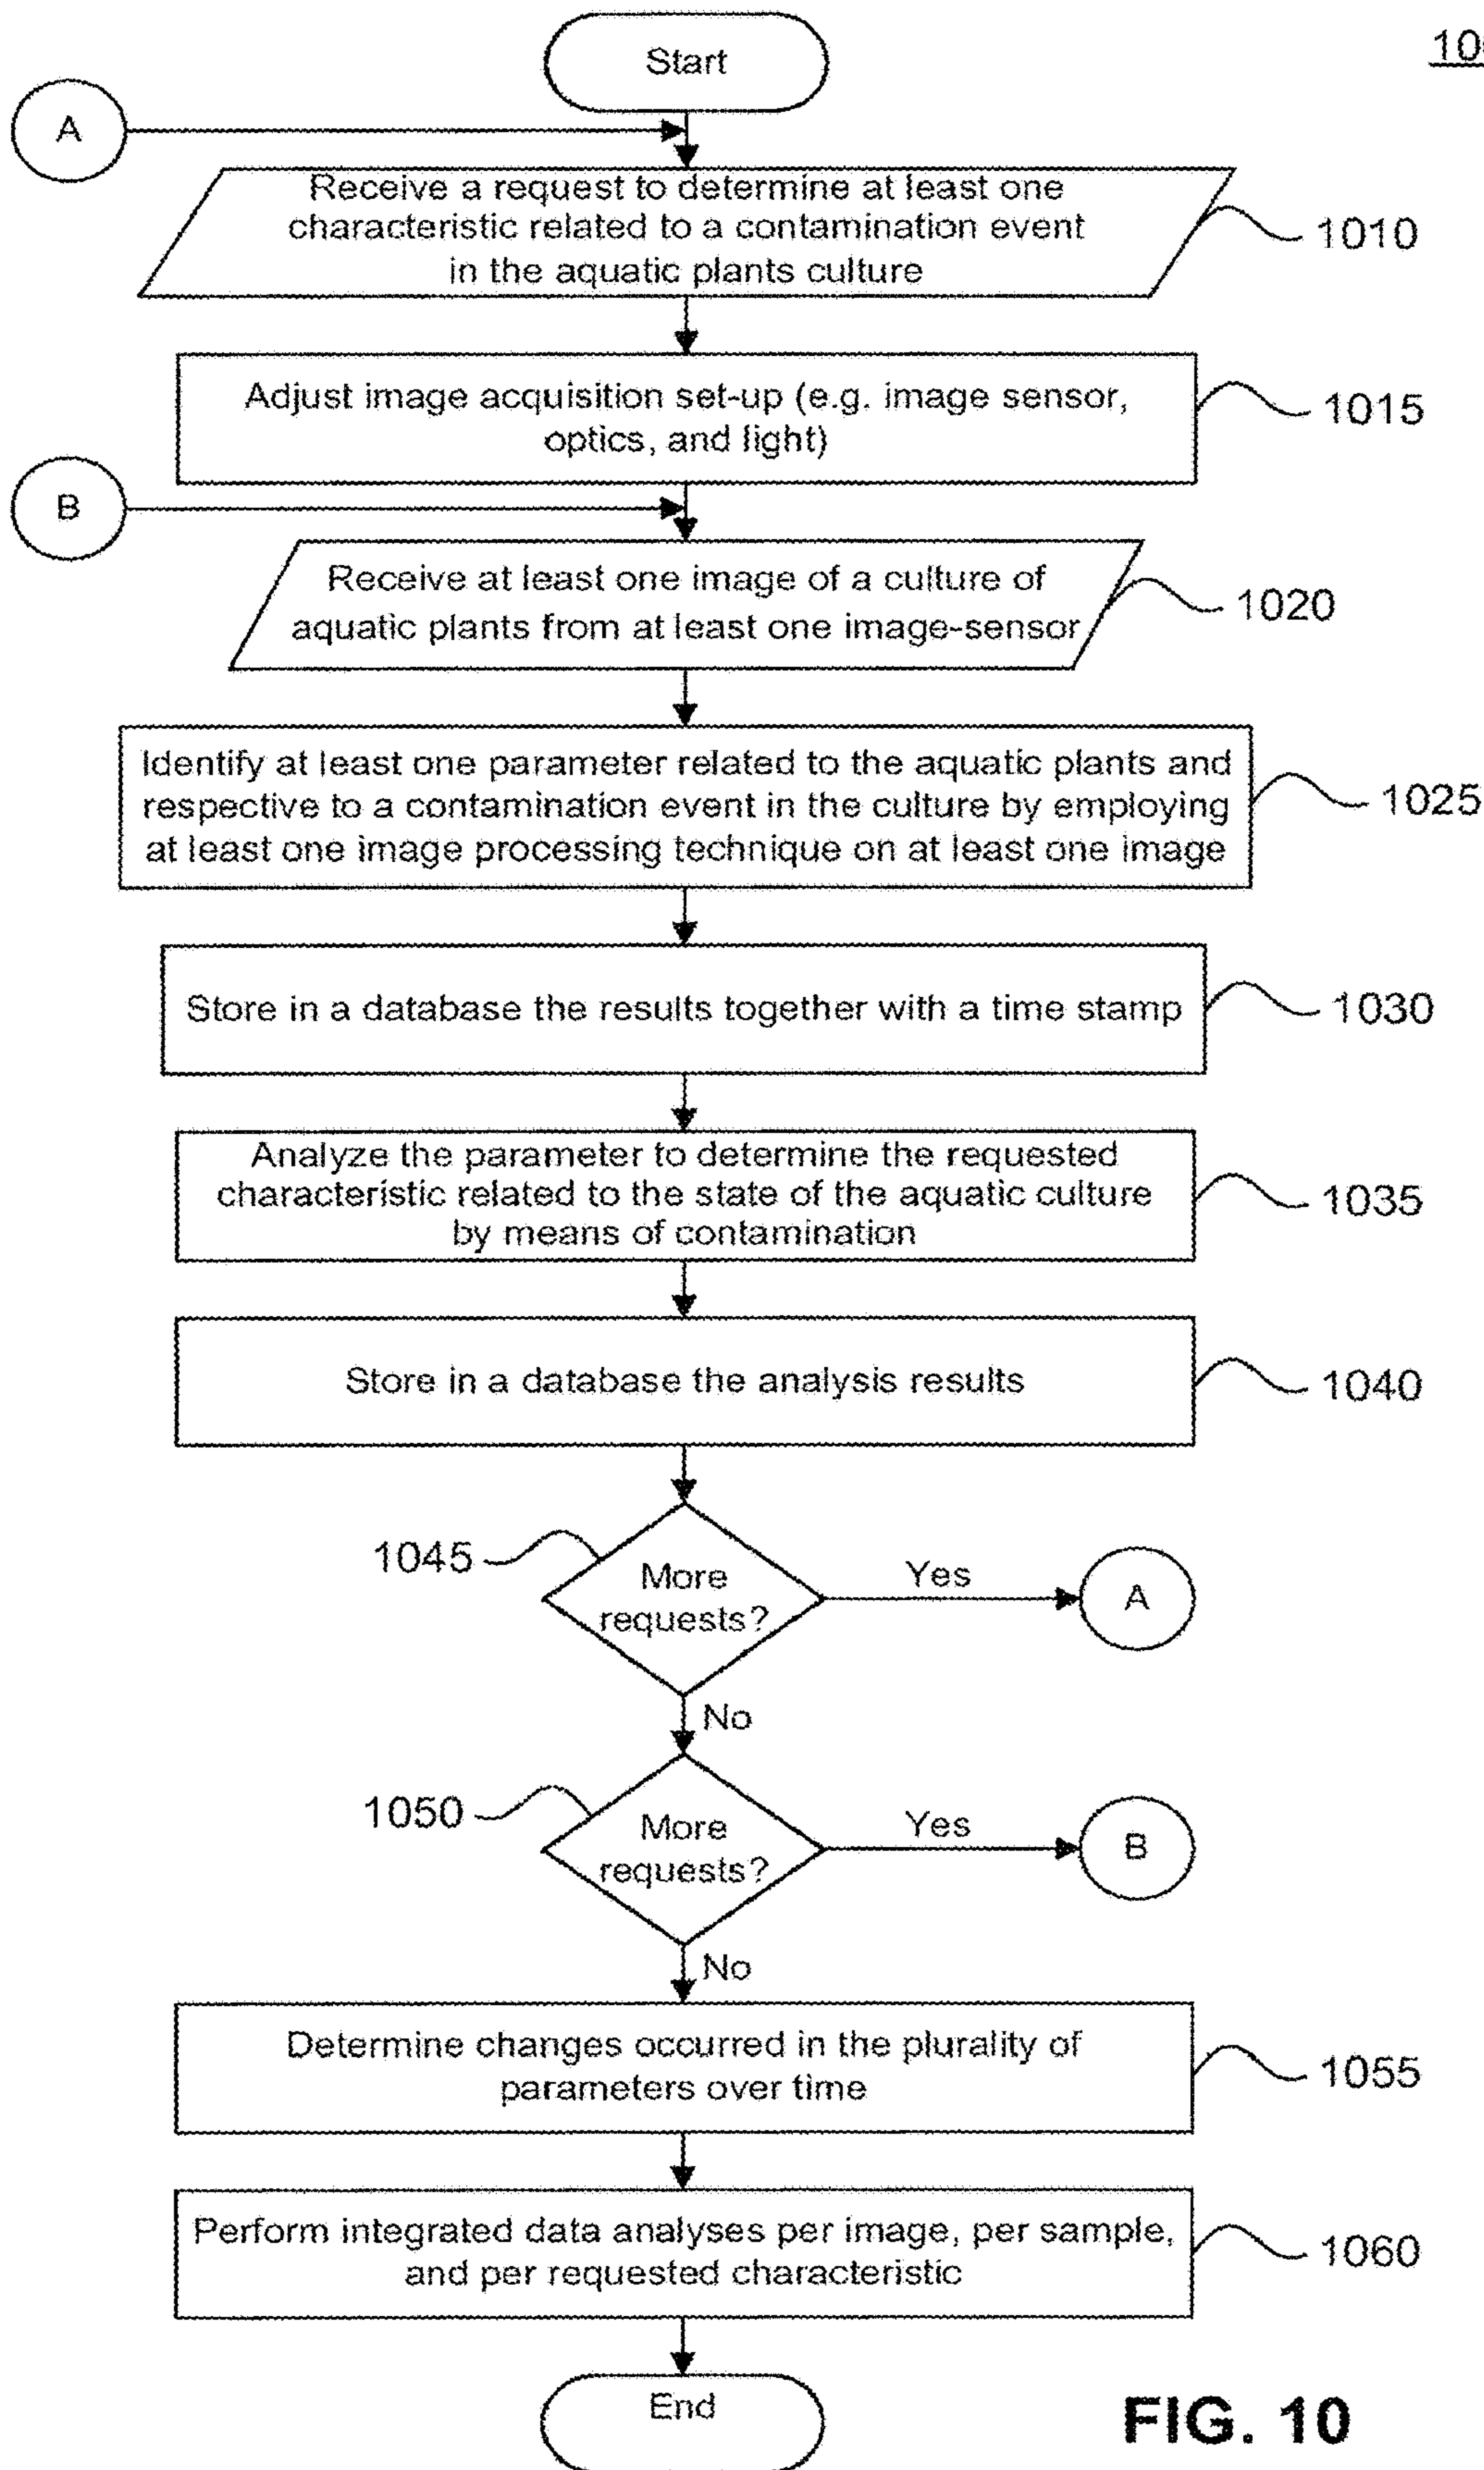 Start
A
Receive a request to determine at least one
characteristic related to a contamination event
in the aquatic plants culture
1010
Adjust image acquisition set-up (e.g. image sensor,
optics, and light)
1015
B
Receive at least one image of a culture of
aquatic plants from at least one image-sensor
1020
Identify at least one parameter related to the aquatic plants and
respective to a contamination event in the culture by employing
at least one image processing technique on at least one image
1025
Store in a database the results together with a time stamp
1030
Analyze the parameter to determine the requested
characteristic related to the state of the aquatic culture
by means of contamination
1035
Store in a database the analysis results
1040
1045
More
requests?
Yes
A
No
1050
More
requests?
Yes
B
No
Determine changes occurred in the plurality of
parameters over time
1055
Perform integrated data analyses per image, per sample,
and per requested characteristic
1060
End
FIG. 10